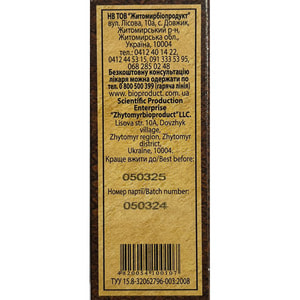 НВ ТОВ "Житомирбіопродукт"
вул. Лісова, 10а, с. Довжик,
Житомирський р-н,
Житомирська обл.,
Україна, 10004
тел.: 0412 40 14 22,
0412 44 53 15, 091 333 53 95,
068 285 02 48
Безкоштовну консультацію
лікаря можна одержати по
тел. 0 800 500 399 (гаряча лінія)
www.bioproduct.com.ua
Scientific Production
Enterprise
"Zhytomyrbioproduct" LLC.
Lisova str. 10A, Dovzhyk
village,
Zhytomyr region, Zhytomyr
district,
Ukraine, 10004.
Краще вжити до/Best before:
050325
Номер партії/Batch number:
050324
4820034100107
ТУУ 15.8-32062796-003:2008